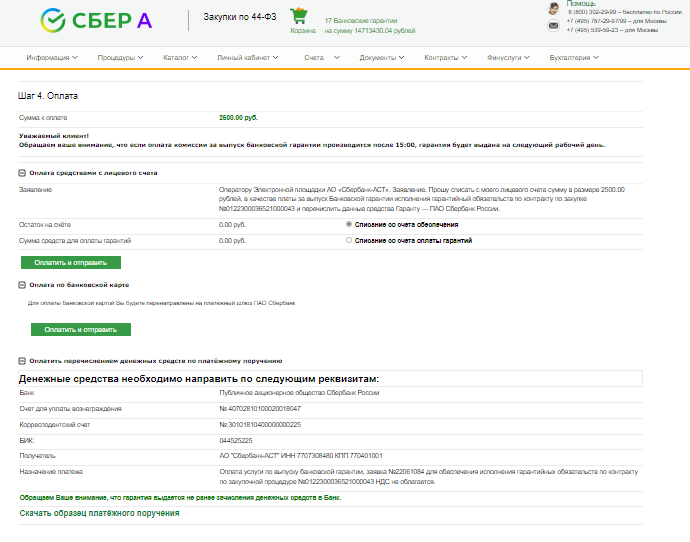 СБЕР А
Закупки по 44-ФЗ
Корзина
17 Банковские гарантии
на сумму 14713430.04 рублей
Помощь
8 (800) 302-29-99 – бесплатно по России
+7 (495) 787-29-97/99 – для Москвы
+7 (495) 539-59-23 – для Москвы
Информация Процедуры Каталог Личный кабинет Счета Документы Контракты Финуслуги Бухгалтерия
Шаг 4. Оплата
Сумма к оплате 2500.00 руб.
Уважаемый клиент!
Обращаем ваше внимание, что если оплата комиссии за выпуск банковской гарантии производится после 15:00, гарантия будет выдана на следующий рабочий день.
Оплата средствами с лицевого счета
Заявление Оператору Электронной площадки АО «Сбербанк-АСТ». Заявление. Прошу списать с моего лицевого счета сумму в размере 2500.00
рублей, в качестве платы за выпуск Банковской гарантии исполнения гарантийный обязательств по контракту по закупке
№0122300036521000043 и перечислить данные средства Гаранту — ПАО Сбербанк России.
Остаток на счёте 0.00 руб. Списание со счета обеспечения
Сумма средств для оплаты гарантий 0.00 руб. Списание со счета оплаты гарантий
Оплатить и отправить
Оплата по банковской карте
Для оплаты банковской картой Вы будете перенаправлены на платёжный шлюз ПАО Сбербанк
Оплатить и отправить
Оплатить перечислением денежных средств по платёжному поручению
Денежные средства необходимо направить по следующим реквизитам:
Банк Публичное акционерное общество Сбербанк России
Счет для уплаты вознаграждения № 40702810100020018047
Корреспондентский счет № 30101810400000000225
БИК: 044525225
Получатель АО "Сбербанк-АСТ" ИНН 7707308480 КПП 770401001
Назначение платежа Оплата услуги по выпуску банковской гарантии, заявка №22061084 для обеспечения исполнения гарантийных обязательств по контракту
по закупочной процедуре №0122300036521000043 НДС не облагается.
Обращаем Ваше внимание, что гарантия выдается не ранее зачисления денежных средств в Банк.
Скачать образец платёжного поручения